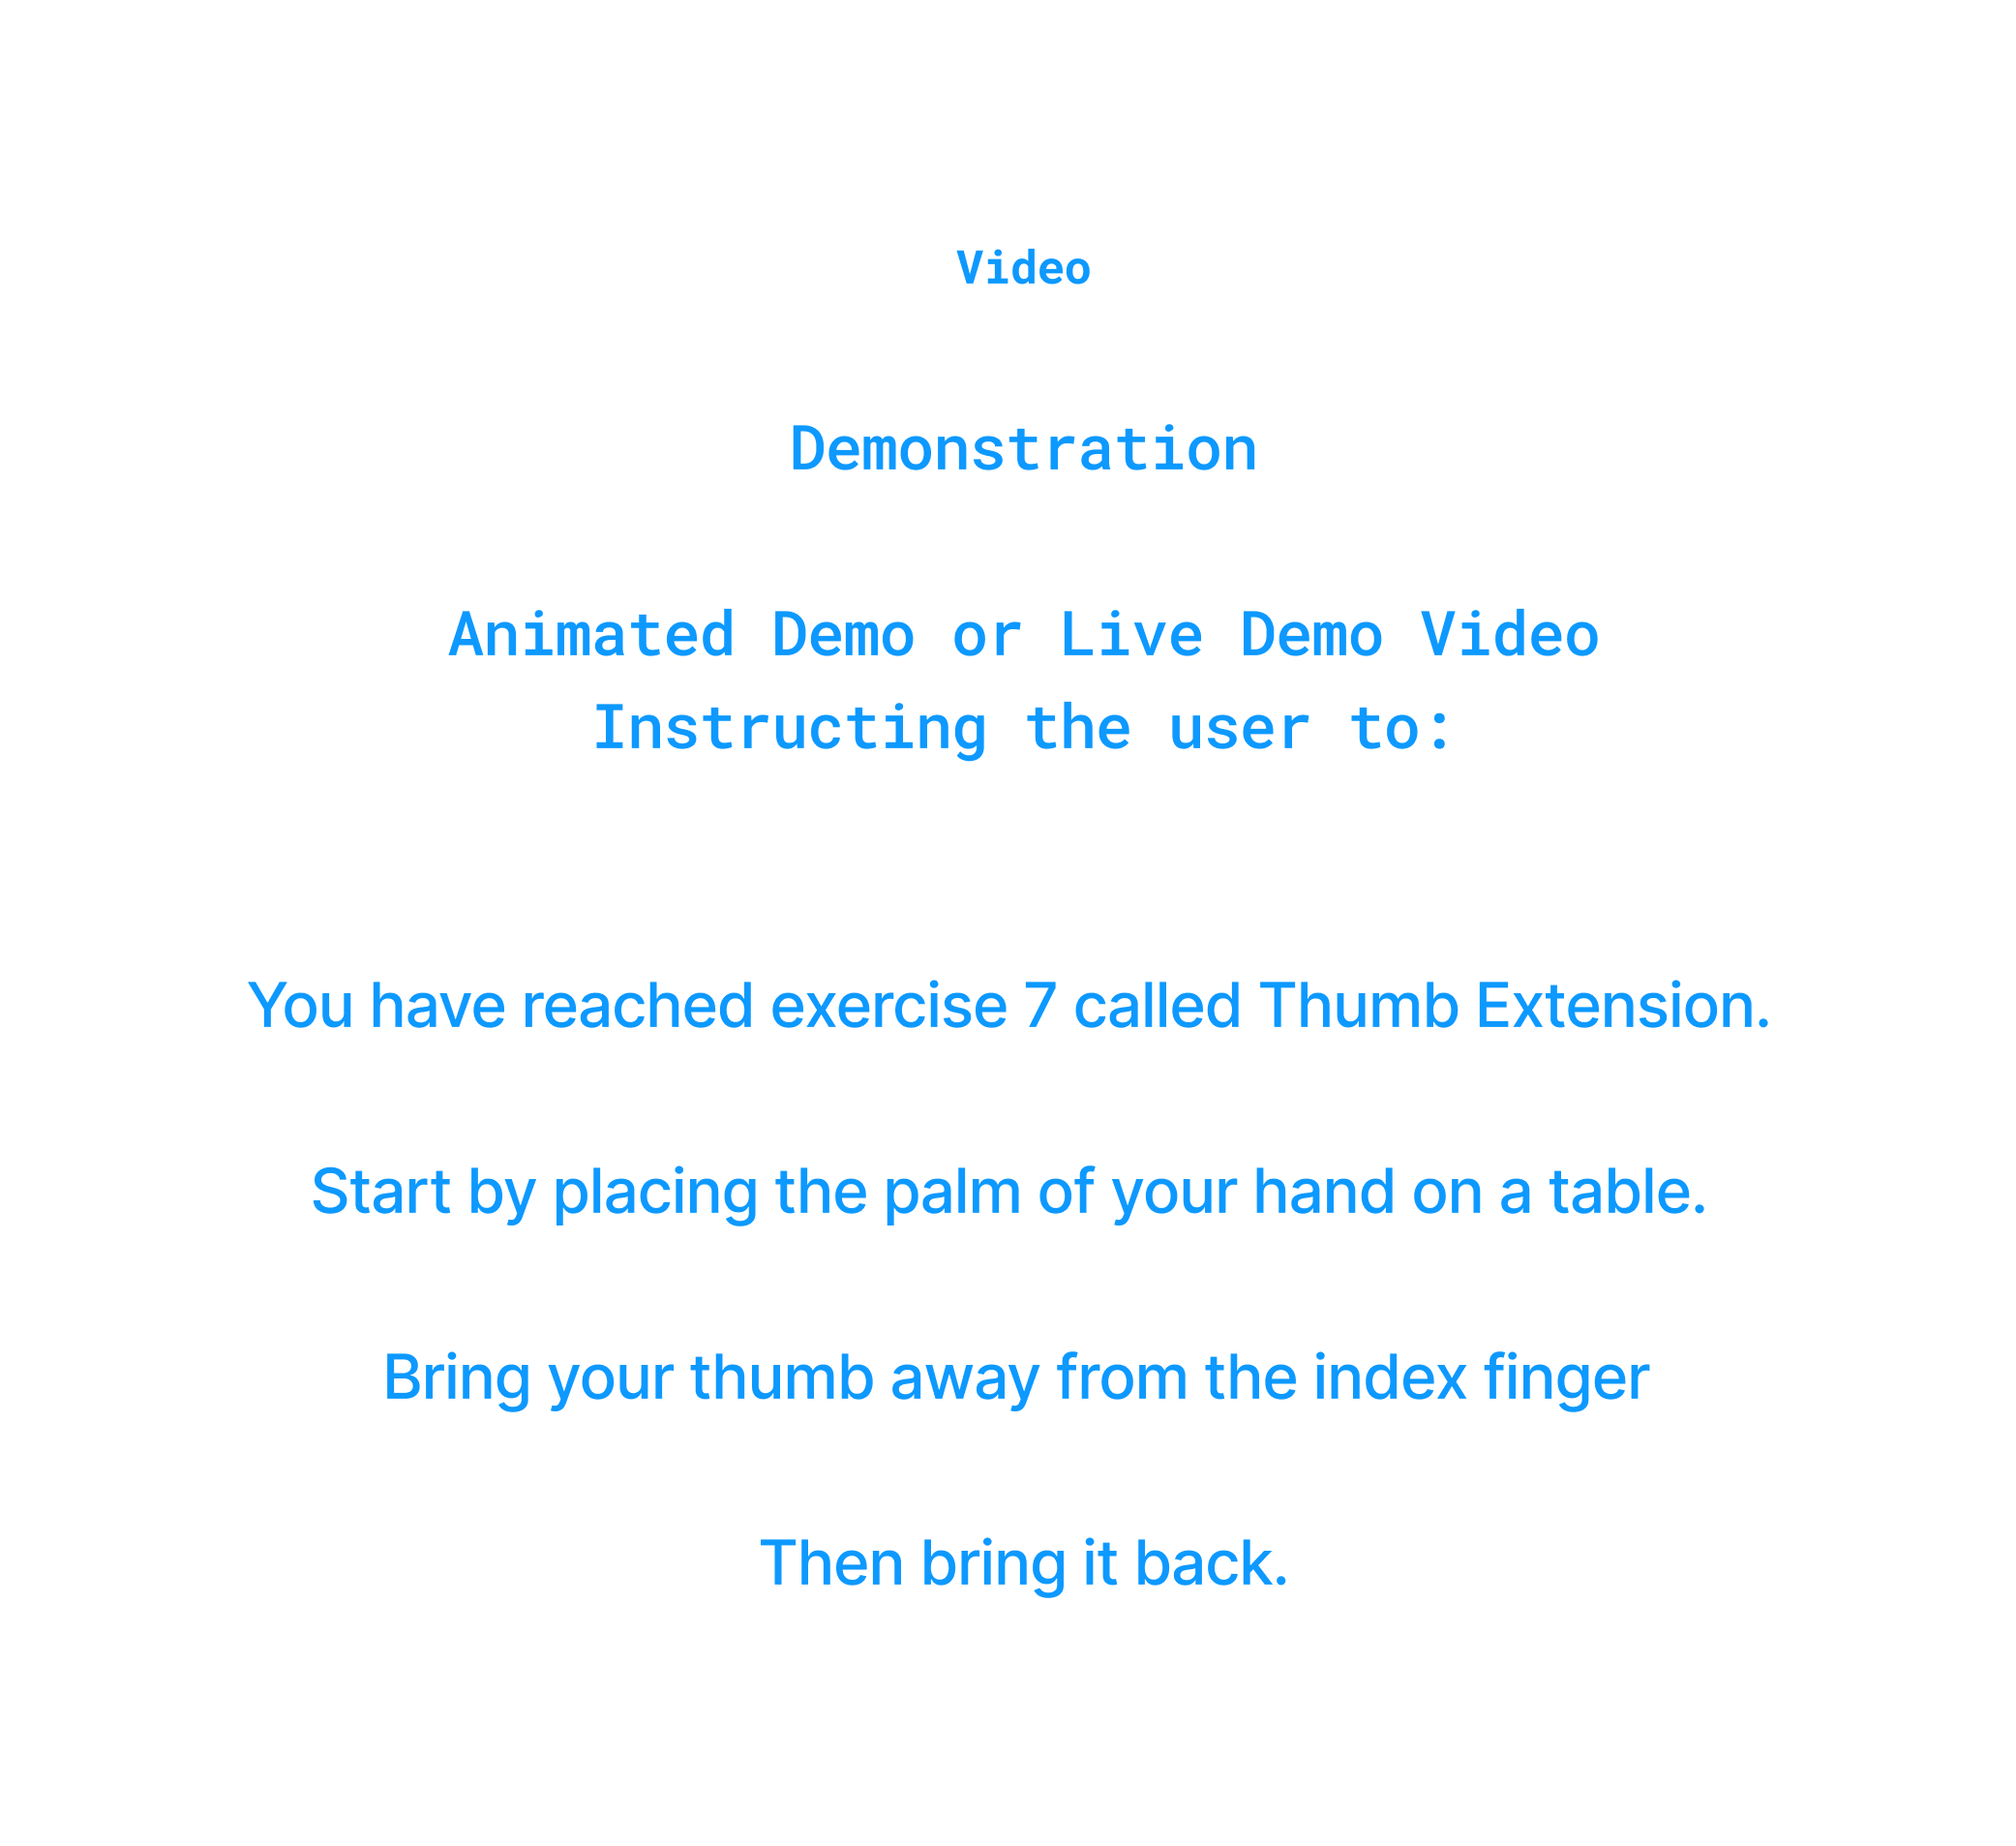 Video
Demonstration
Animated Demo or Live Demo Video
Instructing the user to:
You have reached exercise 7 called Thumb Extension.
Start by placing the palm of your hand on a table.
Bring your thumb away from the index finger
Then bring it back.